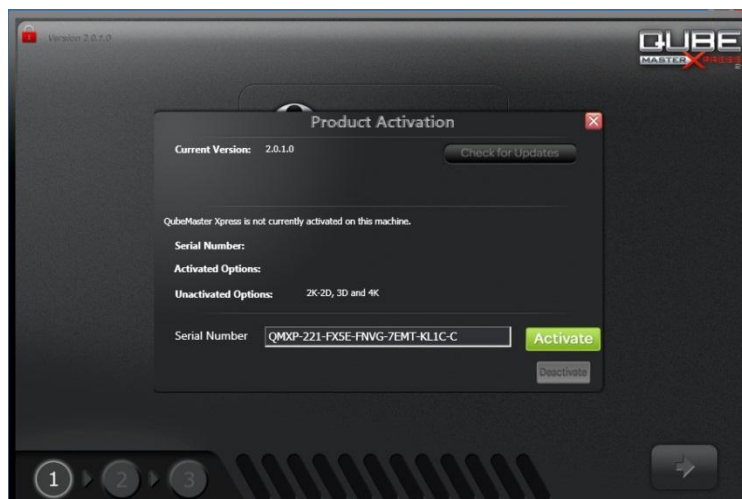 Version 2.0.1.0
QUBE
MASTER XPRESS
Product Activation
Current Version: 2.0.1.0
Check for Updates
QubeMaster Xpress is not currently activated on this machine.
Serial Number:
Activated Options:
Unactivated Options: 2K-2D, 3D and 4K
Serial Number QMXP-221-FX5E-FNVG-7EMT-KL1C-C Activate
Deactivate
1 2 3